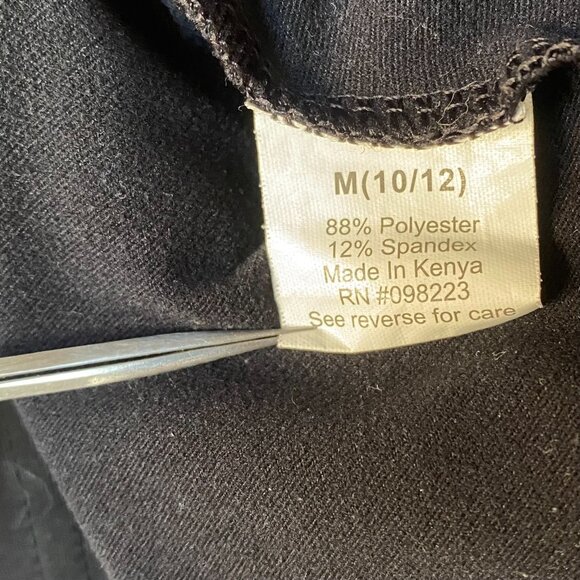 M(10/12)
88% Polyester
12% Spandex
Made In Kenya
RN #098223
See reverse for care